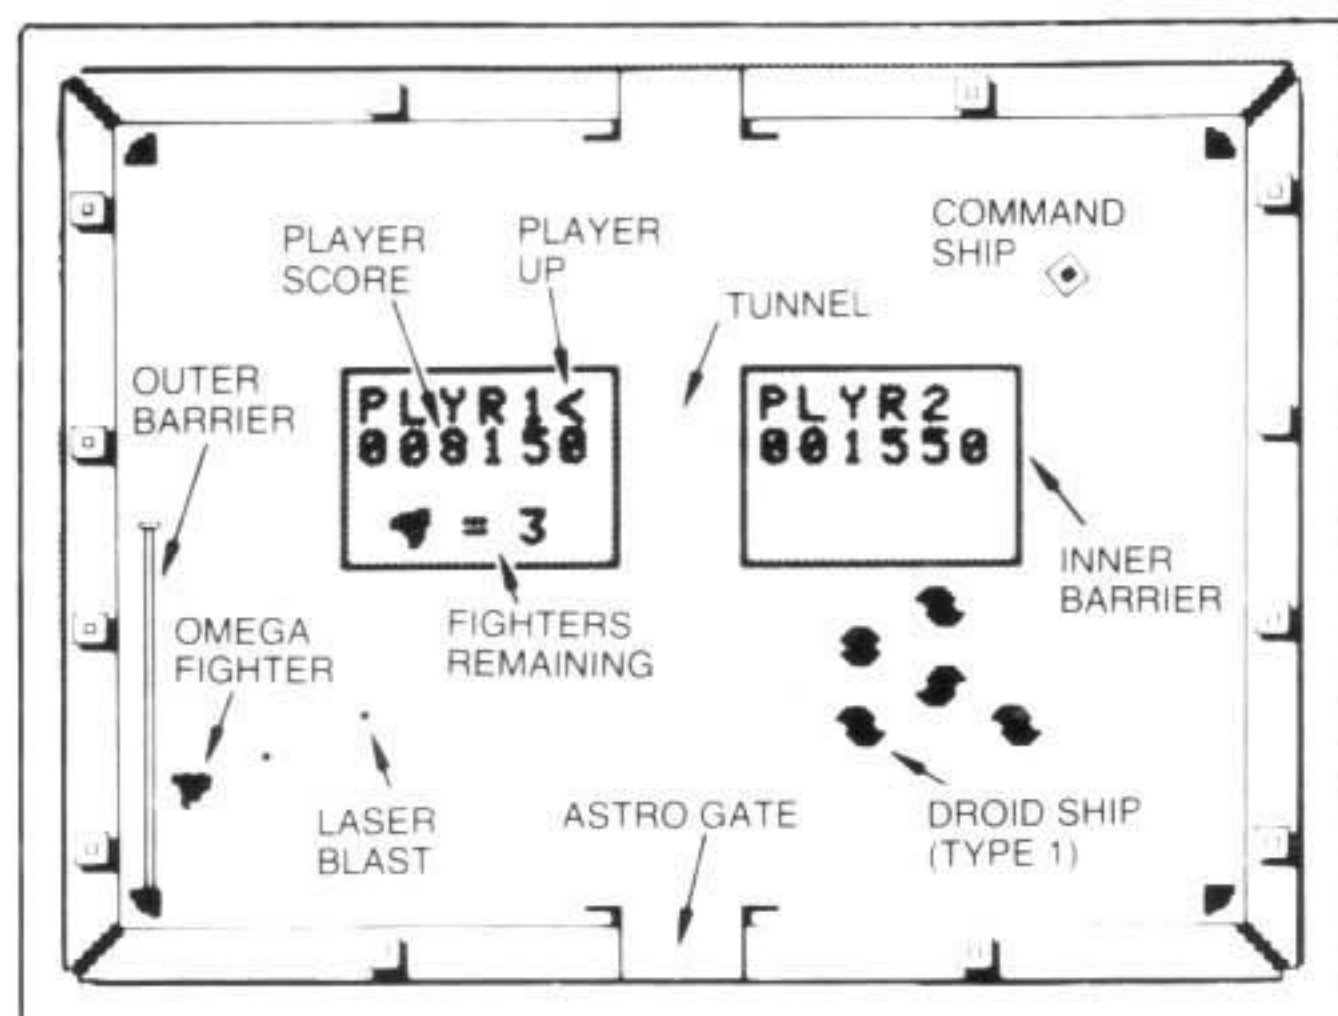 COMMAND
SHIP
PLAYER
SCORE
PLAYER
UP
TUNNEL
OUTER
BARRIER
PLYR1<
008150
= 3
PLYR2
001550
INNER
BARRIER
OMEGA
FIGHTER
FIGHTERS
REMAINING
LASER
BLAST
ASTRO GATE
DROID SHIP
(TYPE 1)